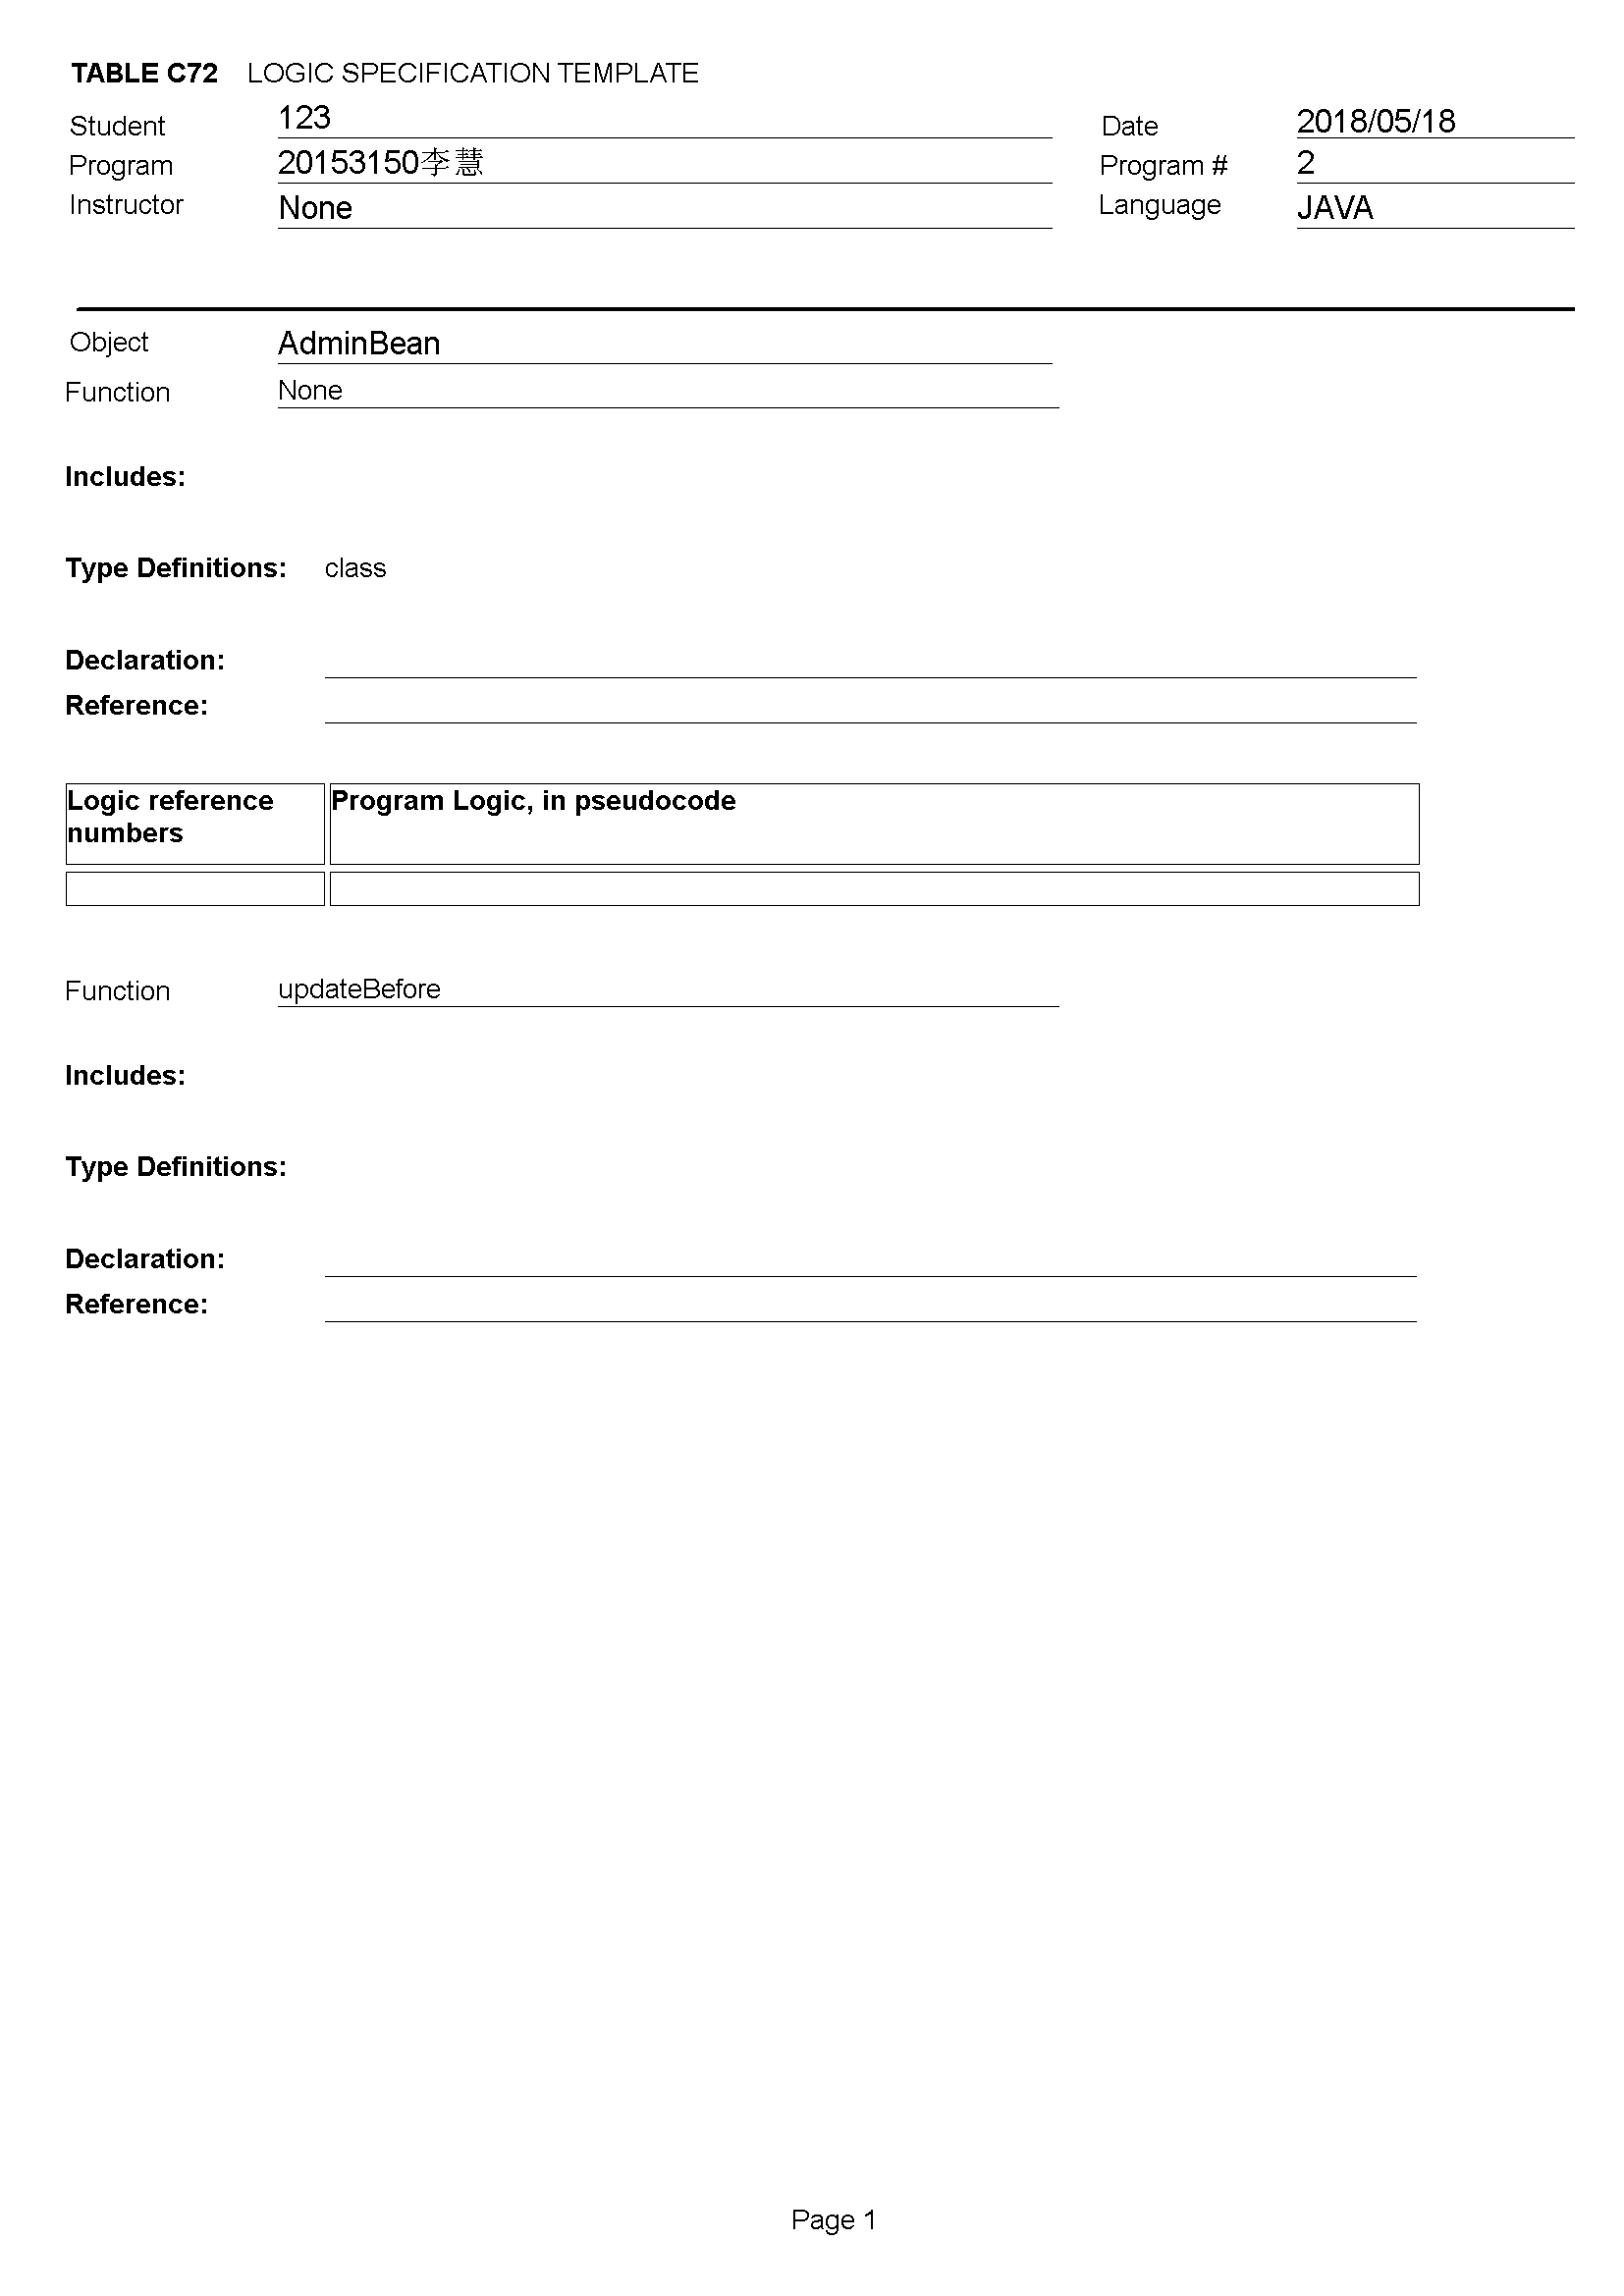 TABLE C72 LOGIC SPECIFICATION TEMPLATE
Student 123 Date 2018/05/18
Program 20153150李慧 Program # 2
Instructor None Language JAVA
Object AdminBean
Function None
Includes:
Type Definitions: class
Declaration:
Reference:
Logic reference numbers Program Logic, in pseudocode
Function updateBefore
Includes:
Type Definitions:
Declaration:
Reference:
Page 1